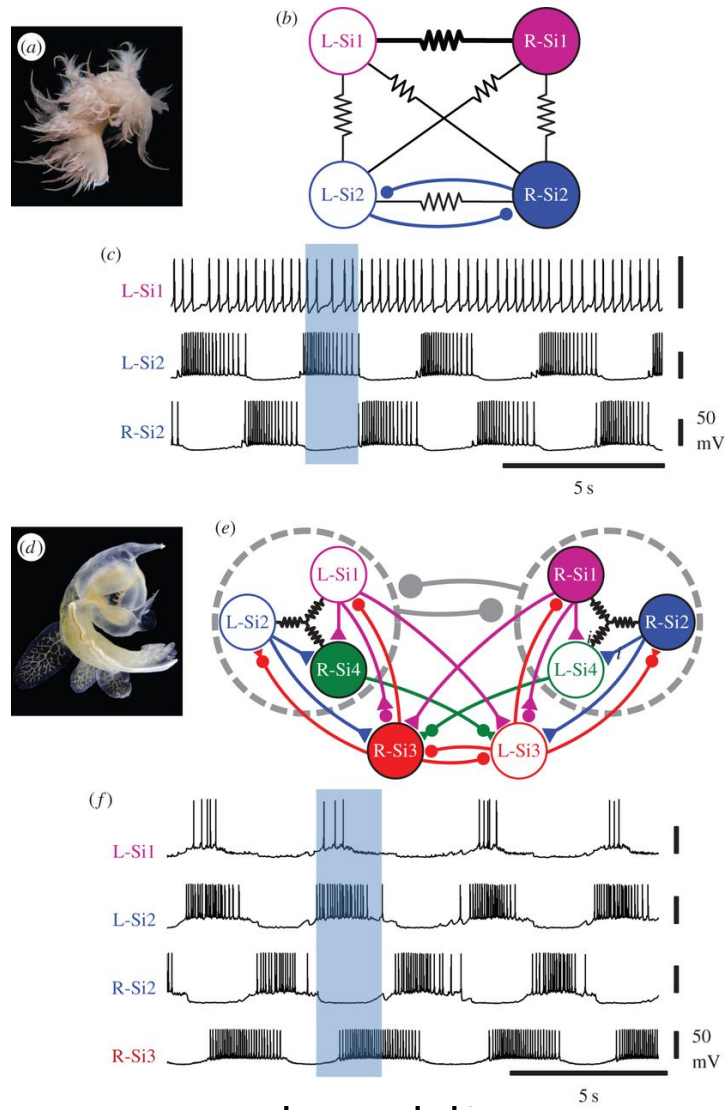 (a)
(b)
L-Si1
R-Si1
L-Si2
R-Si2
(c)
L-Si1
L-Si2
R-Si2
50
mV
5 s
(d)
(e)
L-Si1
R-Si1
L-Si2
R-Si2
R-Si4
L-Si4
R-Si3
L-Si3
(f)
L-Si1
L-Si2
R-Si2
R-Si3
50
mV
5 s